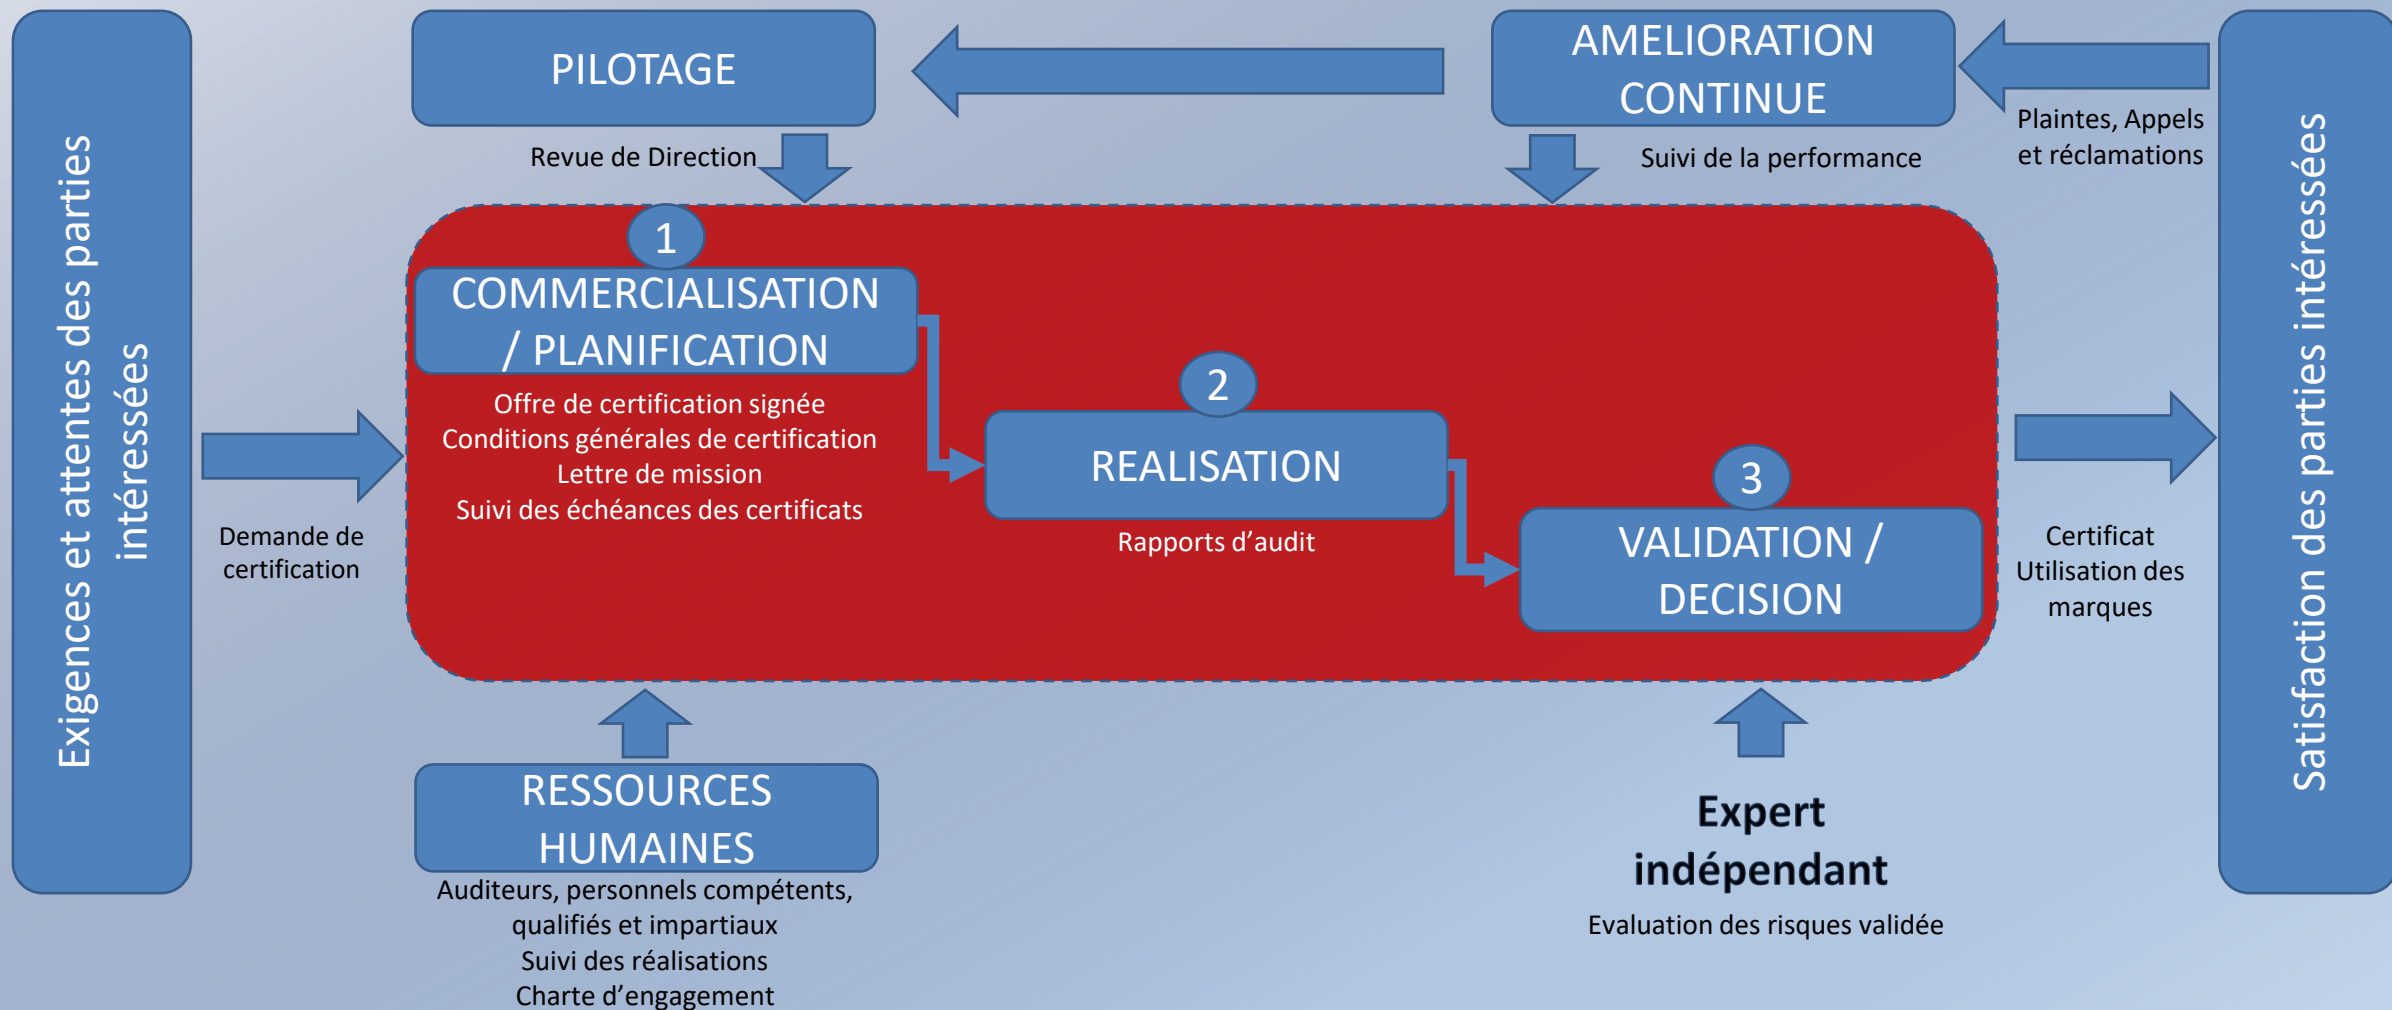 Exigences et attentes des parties
intéressées
PILOTAGE
AMELIORATION
CONTINUE
Plaintes, Appels
et réclamations
Revue de Direction
Suivi de la performance
1
COMMERCIALISATION
/ PLANIFICATION
Offre de certification signée
Conditions générales de certification
Lettre de mission
Suivi des échéances des certificats
2
REALISATION
Rapports d’audit
3
VALIDATION /
DECISION
Demande de
certification
Certificat
Utilisation des
marques
RESSOURCES
HUMAINES
Auditeurs, personnels compétents,
qualifiés et impartiaux
Suivi des réalisations
Charte d’engagement
Expert
indépendant
Evaluation des risques validée
Satisfaction des parties intéressées